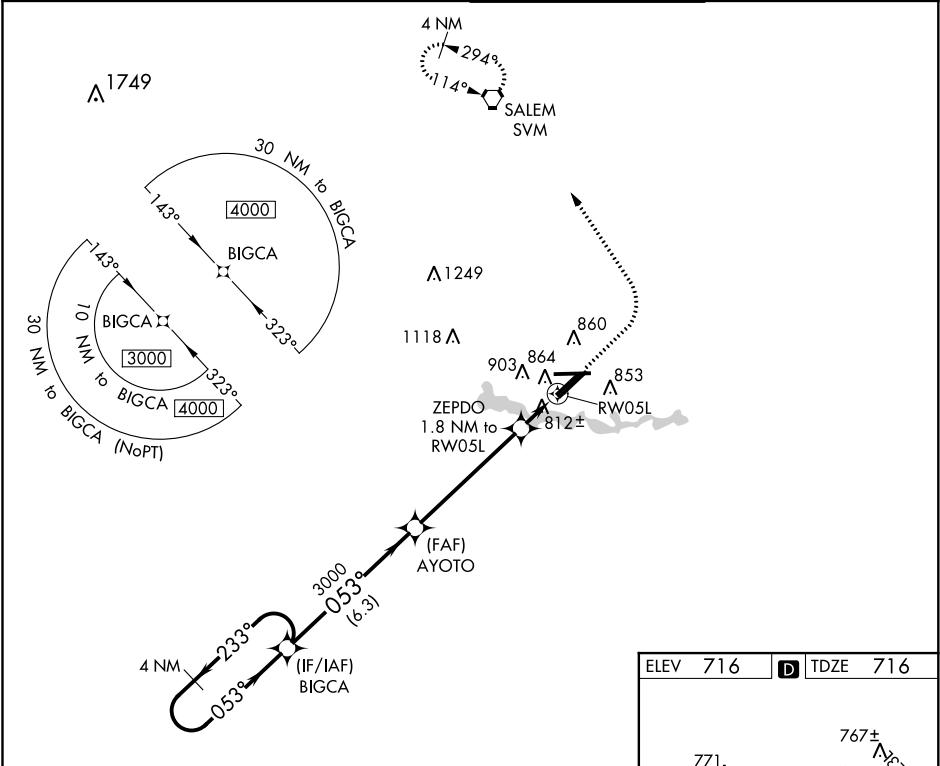 4 NM
294°
114°
SALEM
SVM
1749
30 NM to BIGCA
4000
143°
BIGCA
323°
143°
BIGCA
3000
323°
10 NM to BIGCA
4000
30 NM to BIGCA (NoPT)
1249
1118
860
903
864
853
RW05L
812±
ZEPDO
1.8 NM to
RW05L
(FAF)
AYOTO
3000
053°
(6.3)
233°
4 NM
053°
(IF/IAF)
BIGCA
ELEV 716 D TDZE 716
767±
771